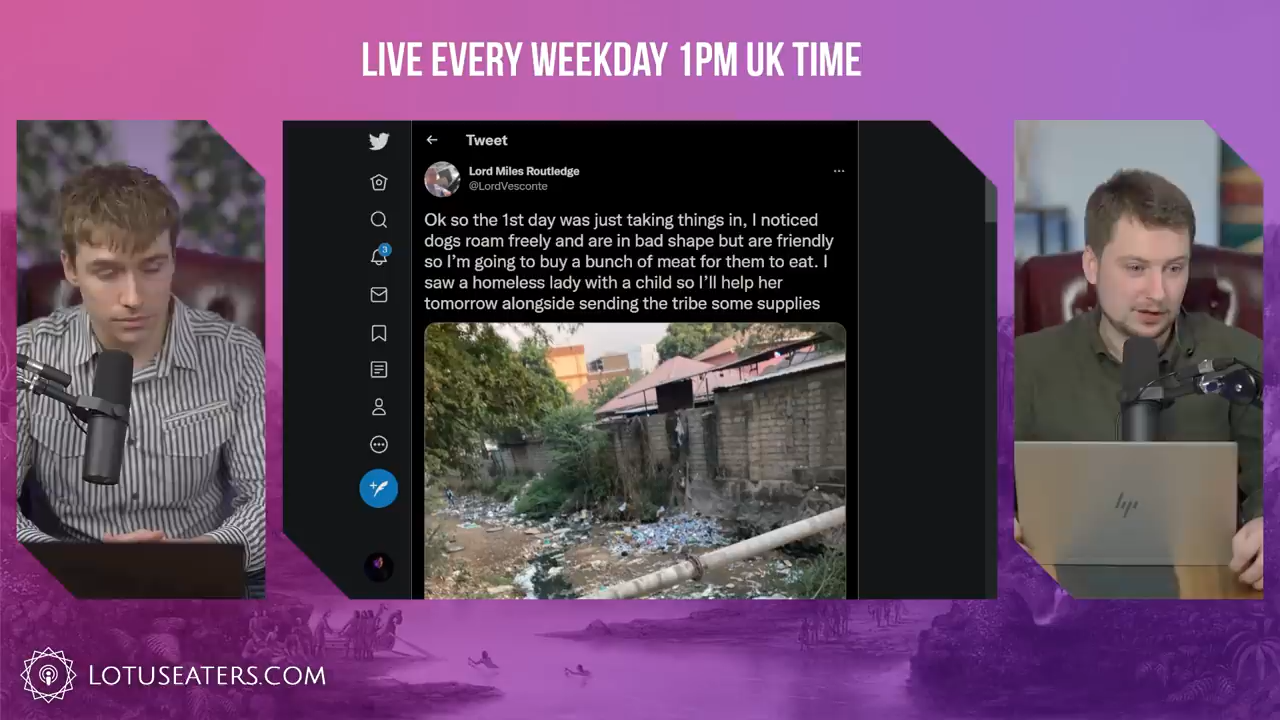 LIVE EVERY WEEKDAY 1PM UK TIME
Tweet
Lord Miles Routledge
@LordVesconte
Ok so the 1st day was just taking things in, I noticed
dogs roam freely and are in bad shape but are friendly
so I'm going to buy a bunch of meat for them to eat. I
saw a homeless lady with a child so I'll help her
tomorrow alongside sending the tribe some supplies
3
hp
LOTUSEATERS.COM